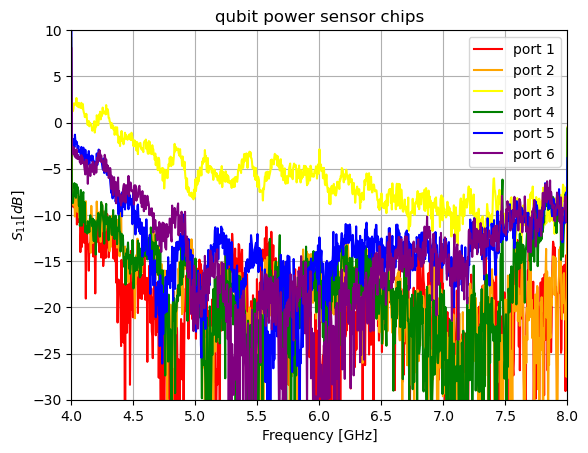 qubit power sensor chips
10
5
0
−5
−10
−15
−20
−25
−30
S11[dB]
port 1
port 2
port 3
port 4
port 5
port 6
4.0 4.5 5.0 5.5 6.0 6.5 7.0 7.5 8.0
Frequency [GHz]